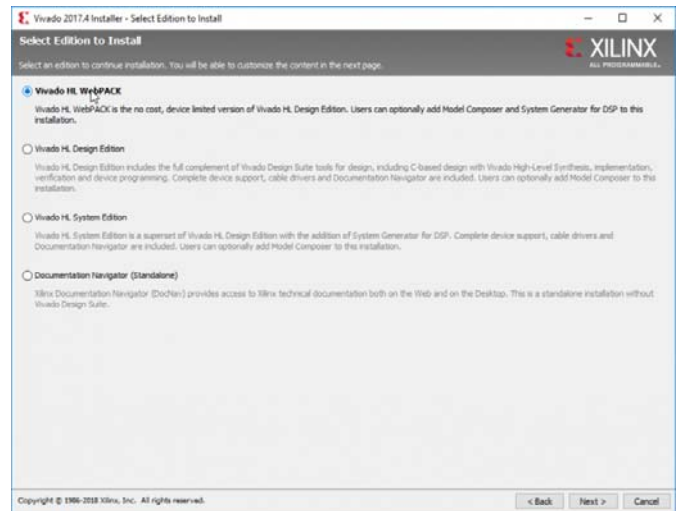 Vivado 2017.4 Installer - Select Edition to Install
Select Edition to Install
Select an edition to continue installation. You will be able to customize the content in the next page.
XILINX
ALL PROGRAMMABLE.
Vivado HL WebPACK
Vivado HL WebPACK is the no cost, device limited version of Vivado HL Design Edition. Users can optionally add Model Composer and System Generator for DSP to this
installation.
Vivado HL Design Edition
Vivado HL Design Edition includes the full complement of Vivado Design Suite tools for design, including C-based design with Vivado High-Level Synthesis, implementation,
verification and device programming. Complete device support, cable drivers and Documentation Navigator are included. Users can optionally add Model Composer to this
installation.
Vivado HL System Edition
Vivado HL System Edition is a superset of Vivado HL Design Edition with the addition of System Generator for DSP. Complete device support, cable drivers and
Documentation Navigator are included. Users can optionally add Model Composer to this installation.
Documentation Navigator (Standalone)
Xilinx Documentation Navigator (DocNav) provides access to Xilinx technical documentation both on the Web and on the Desktop. This is a standalone installation without
Vivado Design Suite.
Copyright © 1986-2018 Xilinx, Inc. All rights reserved.
< Back Next > Cancel